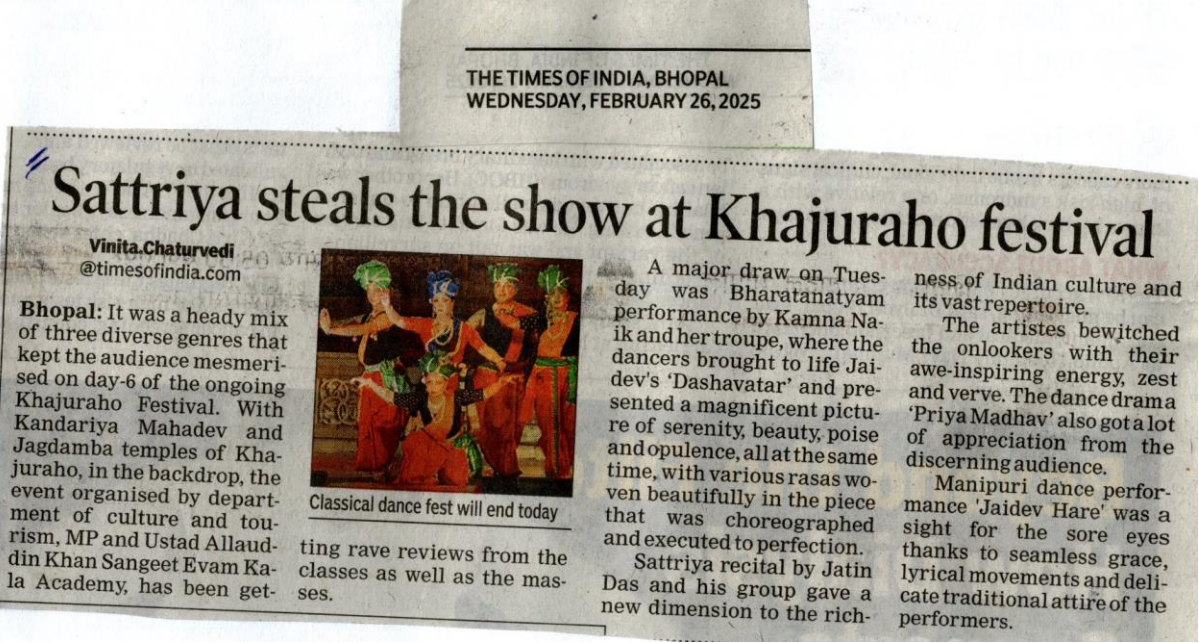 THE TIMES OF INDIA, BHOPAL
WEDNESDAY, FEBRUARY 26, 2025
Sattriya steals the show at Khajuraho festival
Vinita.Chaturvedi
@timesofindia.com
Bhopal: It was a heady mix
of three diverse genres that
kept the audience mesmeri-
sed on day-6 of the ongoing
Khajuraho Festival. With
Kandariya Mahadev and
Jagdamba temples of Kha-
juraho, in the backdrop, the
event organised by depart-
ment of culture and tou-
rism, MP and Ustad Allaud-
din Khan Sangeet Evam Ka-
la Academy, has been get-
Classical dance fest will end today
ting rave reviews from the
classes as well as the mas-
ses.
A major draw on Tues-
day was Bharatanatyam
performance by Kamna Na-
ik and her troupe, where the
dancers brought to life Jai-
dev's 'Dashavatar' and pre-
sented a magnificent pictu-
re of serenity, beauty, poise
and opulence, all at the same
time, with various rasas wo-
ven beautifully in the piece
that was choreographed
and executed to perfection.
Sattriya recital by Jatin
Das and his group gave a
new dimension to the rich-
ness of Indian culture and
its vast repertoire.
The artistes bewitched
the onlookers with their
awe-inspiring energy, zest
and verve. The dance drama
'Priya Madhav' also got a lot
of appreciation from the
discerning audience.
Manipuri dance perfor-
mance 'Jaidev Hare' was a
sight for the sore eyes
thanks to seamless grace,
lyrical movements and deli-
cate traditional attire of the
performers.